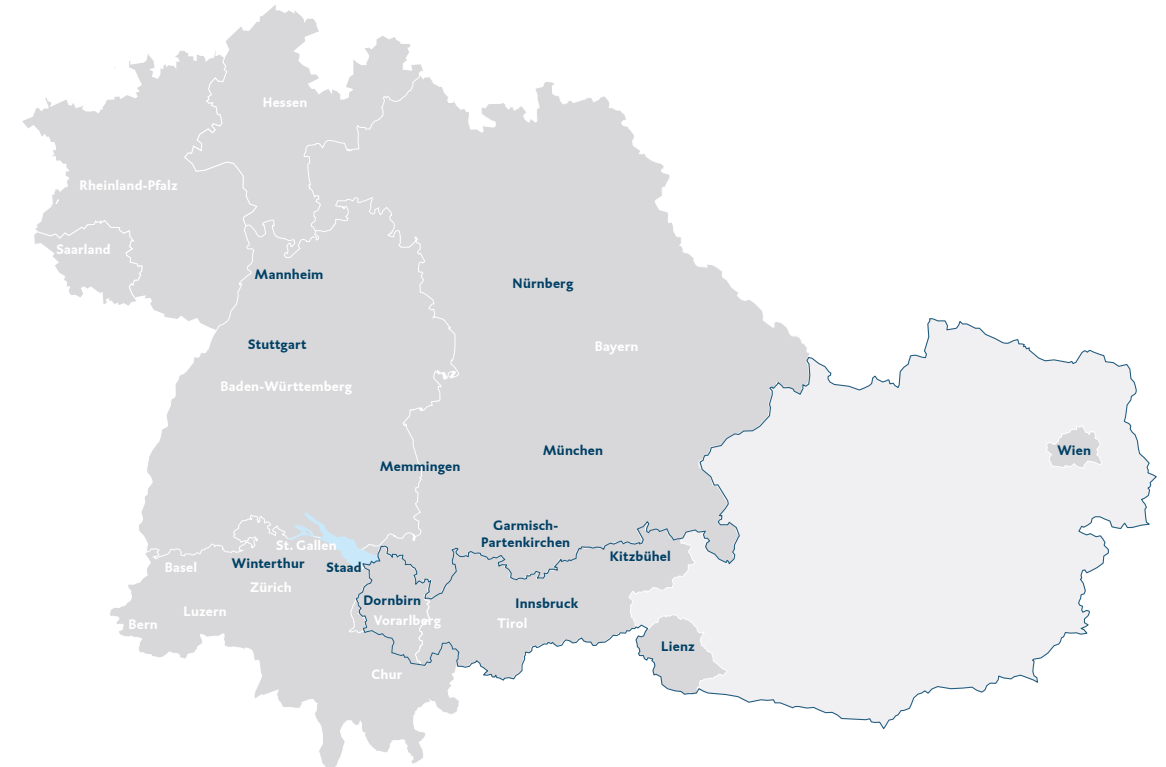 Hessen
Rheinland-Pfalz
Saarland
Mannheim
Nürnberg
Stuttgart
Bayern
Baden-Württemberg
München
Wien
Memmingen
Garmisch-
Partenkirchen
St. Gallen
Kitzbühel
Basel
Winterthur
Staad
Zürich
Dornbirn
Innsbruck
Luzern
Bern
Vorarlberg
Tirol
Lienz
Chur